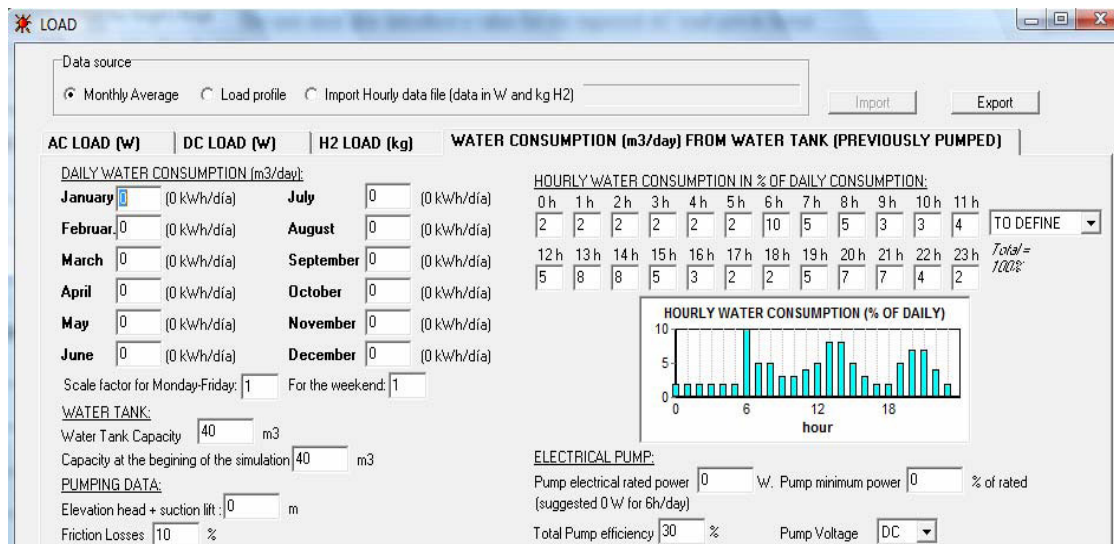 LOAD
Data source
Monthly Average Load profile Import Hourly data file (data in W and kg H2)
Import Export
AC LOAD (W) DC LOAD (W) H2 LOAD (kg) WATER CONSUMPTION (m3/day) FROM WATER TANK (PREVIOUSLY PUMPED)
DAILY WATER CONSUMPTION (m3/day):
January 0 (0 kWh/día) July 0 (0 kWh/día)
Februar. 0 (0 kWh/día) August 0 (0 kWh/día)
March 0 (0 kWh/día) September 0 (0 kWh/día)
April 0 (0 kWh/día) October 0 (0 kWh/día)
May 0 (0 kWh/día) November 0 (0 kWh/día)
June 0 (0 kWh/día) December 0 (0 kWh/día)
Scale factor for Monday-Friday: 1 For the weekend: 1
WATER TANK:
Water Tank Capacity 40 m3
Capacity at the begining of the simulation 40 m3
PUMPING DATA:
Elevation head + suction lift : 0 m
Friction Losses 10 %
HOURLY WATER CONSUMPTION IN % OF DAILY CONSUMPTION:
0 h 1 h 2 h 3 h 4 h 5 h 6 h 7 h 8 h 9 h 10 h 11 h
2 2 2 2 2 2 10 5 5 3 3 4 TO DEFINE
12 h 13 h 14 h 15 h 16 h 17 h 18 h 19 h 20 h 21 h 22 h 23 h Total=
5 8 8 5 3 2 2 5 7 7 4 2 100%
HOURLY WATER CONSUMPTION (% OF DAILY)
10
5
0
0 6 12 18
hour
ELECTRICAL PUMP:
Pump electrical rated power 0 W. Pump minimum power 0 % of rated
(suggested 0 W for 6h/day)
Total Pump efficiency 30 % Pump Voltage DC